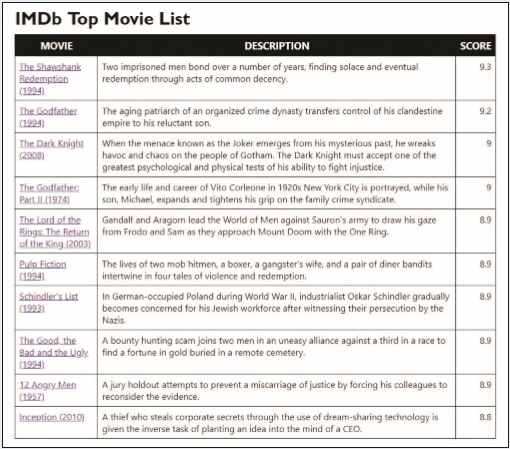 IMDb Top Movie List
MOVIE DESCRIPTION SCORE
The Shawshank Two imprisoned men bond over a number of years, finding solace and eventual 9.3
Redemption redemption through acts of common decency.
(1994)
The Godfather The aging patriarch of an organized crime dynasty transfers control of his clandestine 9.2
(1994) empire to his reluctant son.
The Dark Knight When the menace known as the Joker emerges from his mysterious past, he wreaks 9
(2008) havoc and chaos on the people of Gotham. The Dark Knight must accept one of the
greatest psychological and physical tests of his ability to fight injustice.
The Godfather: The early life and career of Vito Corleone in 1920s New York City is portrayed, while his 9
Part II (1974) son, Michael, expands and tightens his grip on the family crime syndicate.
The Lord of the Gandalf and Aragorn lead the World of Men against Sauron's army to draw his gaze 8.9
Rings: The Return from Frodo and Sam as they approach Mount Doom with the One Ring.
of the King (2003)
Pulp Fiction The lives of two mob hitmen, a boxer, a gangster's wife, and a pair of diner bandits 8.9
(1994) intertwine in four tales of violence and redemption.
Schindler's List In German-occupied Poland during World War II, industrialist Oskar Schindler gradually 8.9
(1993) becomes concerned for his Jewish workforce after witnessing their persecution by the
Nazis.
The Good, the A bounty hunting scam joins two men in an uneasy alliance against a third in a race to 8.9
Bad and the Ugly find a fortune in gold buried in a remote cemetery.
(1994)
12 Angry Men A jury holdout attempts to prevent a miscarriage of justice by forcing his colleagues to 8.9
(1957) reconsider the evidence.
Inception (2010) A thief who steals corporate secrets through the use of dream-sharing technology is 8.8
given the inverse task of planting an idea into the mind of a CEO.